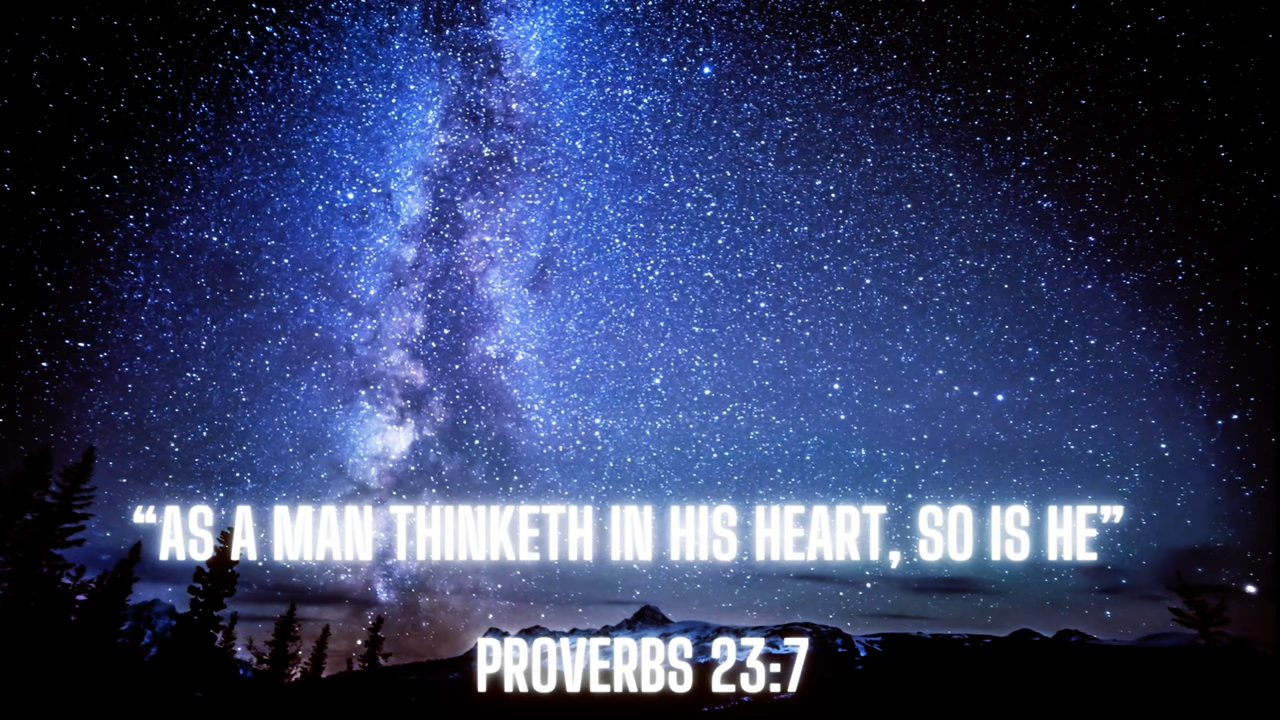 “AS A MAN THINKETH IN HIS HEART, SO IS HE”
PROVERBS 23:7